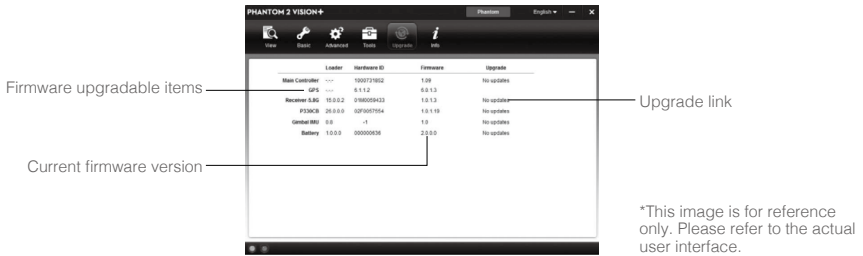 PHANTOM 2 VISION+ Phantom English
View Basic Advanced Tools Upgrade Info
Loader Hardware ID Firmware Upgrade
Main Controller -.-.- 1000731802 1.09 No updates
GPS -.-.- 6.1.1.2 6.0.1.3
Receiver-5.8G 15.0.0.2 0180059433 1.0.1.3 No updates
P330CB 26.0.0.0 02F0057554 1.0.1.19 No updates
Gimbal IMU 0.6 -1 1.0 No updates
Battery 1.0.0.0 000000636 2.0.0.0 No updates
Firmware upgradable items
Upgrade link
Current firmware version
*This image is for reference
only. Please refer to the actual
user interface.